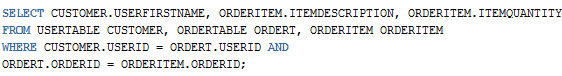 SELECT CUSTOMER.USERFIRSTNAME, ORDERITEM.ITEMDESCRIPTION, ORDERITEM.ITEMQUANTITY
FROM USERTABLE CUSTOMER, ORDERTABLE ORDERT, ORDERITEM ORDERITEM
WHERE CUSTOMER.USERID = ORDERT.USERID AND
ORDERT.ORDERID = ORDERITEM.ORDERID;